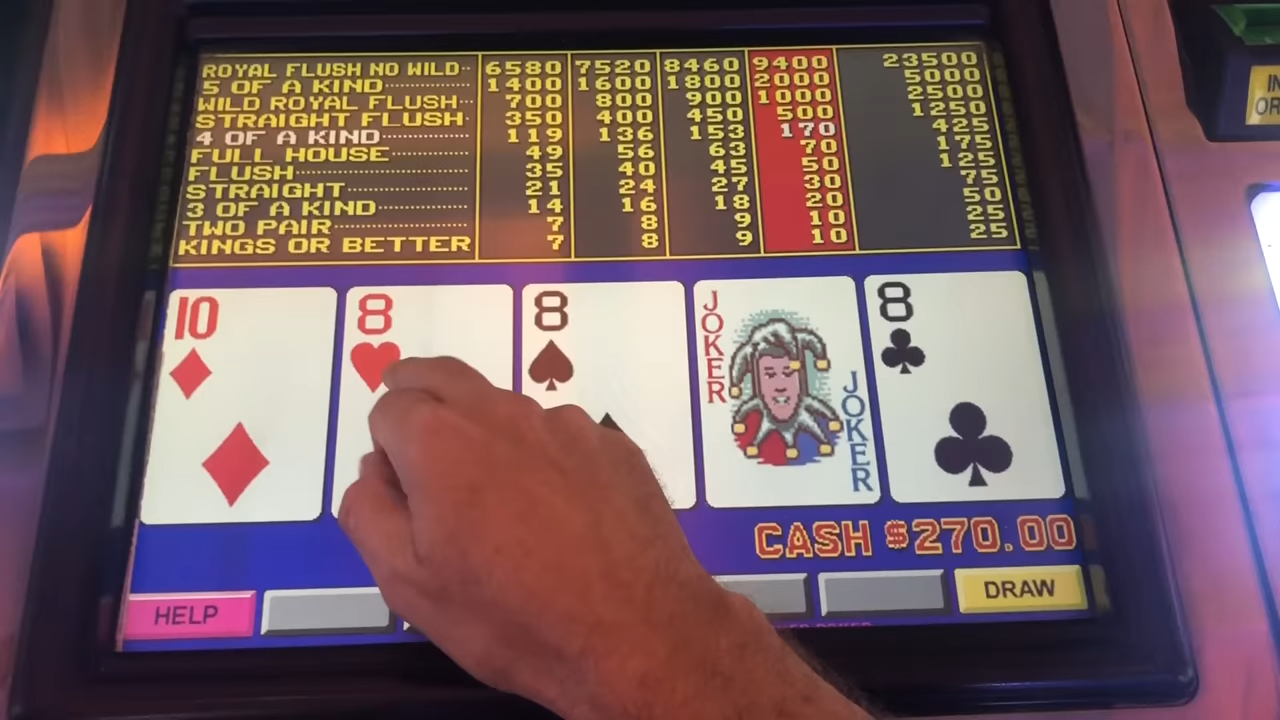 ROYAL FLUSH NO WILD·· 6580 7520 8460 9400 23500
5 OF A KIND 1400 1600 1800 2000 5000
WILD ROYAL FLUSH 700 800 900 1000 2500
STRAIGHT FLUSH 350 400 450 500 1250
4 OF A KIND 119 136 153 170 425
FULL HOUSE 49 56 63 70 175
FLUSH 35 40 45 50 125
STRAIGHT 21 24 27 30 75
3 OF A KIND 14 16 18 20 50
TWO PAIR 7 8 9 10 25
KINGS OR BETTER 7 8 9 10 25
10
8
8
JOKER
JOKER
8
CASH $270.00
HELP
DRAW